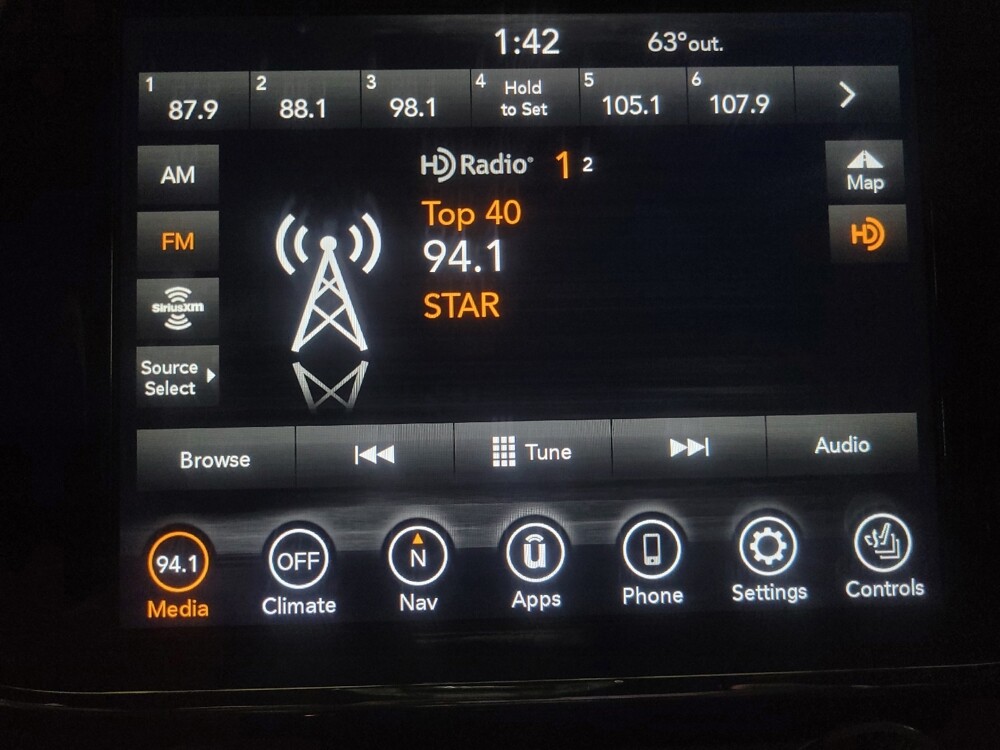 1:42 63° out.
1 87.9 2 88.1 3 98.1 4 Hold to Set 5 105.1 6 107.9
AM
HD Radio® 1 2
Map
Top 40
FM
94.1
HD
STAR
SiriusXm
Source
Select
Browse Tune Audio
94.1 OFF N u
Media Climate Nav Apps Phone Settings Controls